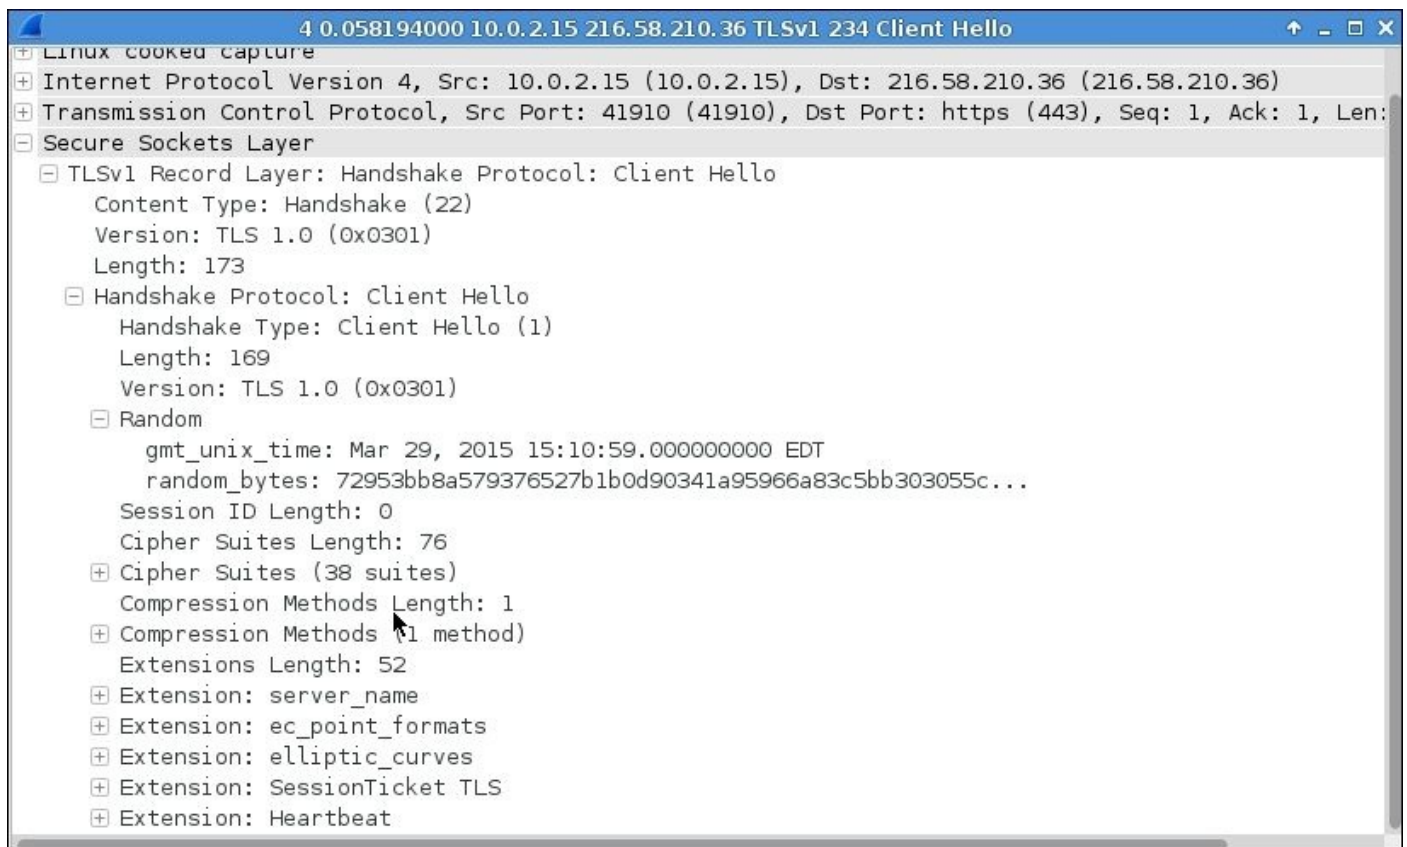 4 0.058194000 10.0.2.15 216.58.210.36 TLSv1 234 Client Hello
Linux cooked capture
Internet Protocol Version 4, Src: 10.0.2.15 (10.0.2.15), Dst: 216.58.210.36 (216.58.210.36)
Transmission Control Protocol, Src Port: 41910 (41910), Dst Port: https (443), Seq: 1, Ack: 1, Len:
Secure Sockets Layer
TLSv1 Record Layer: Handshake Protocol: Client Hello
Content Type: Handshake (22)
Version: TLS 1.0 (0x0301)
Length: 173
Handshake Protocol: Client Hello
Handshake Type: Client Hello (1)
Length: 169
Version: TLS 1.0 (0x0301)
Random
gmt_unix_time: Mar 29, 2015 15:10:59.000000000 EDT
random_bytes: 72953bb8a579376527b1b0d90341a95966a83c5bb303055c...
Session ID Length: 0
Cipher Suites Length: 76
Cipher Suites (38 suites)
Compression Methods Length: 1
Compression Methods (1 method)
Extensions Length: 52
Extension: server_name
Extension: ec_point_formats
Extension: elliptic_curves
Extension: SessionTicket TLS
Extension: Heartbeat